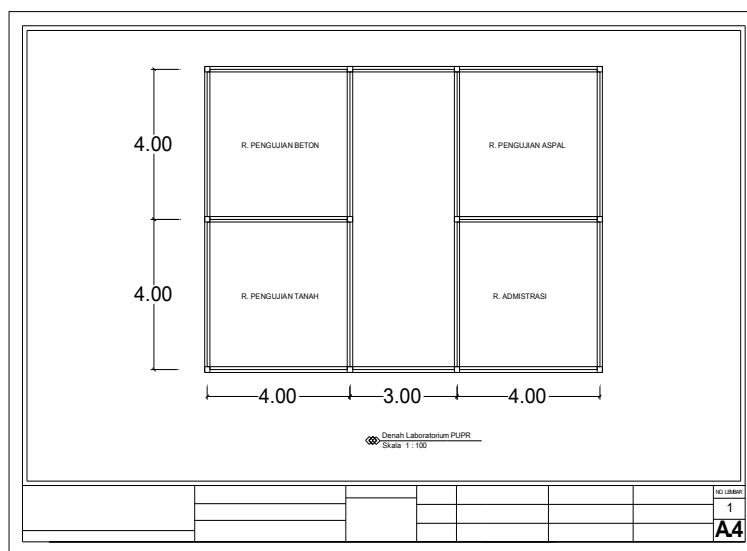 4.00
R. PENGUJIAN BETON
R. PENGUJIAN ASPAL
4.00
R. PENGUJIAN TANAH
R. ADMISTRASI
4.00
3.00
4.00
Denah Laboratorium PUPR
Skala 1 : 100
NO. LEMBAR
1
A4